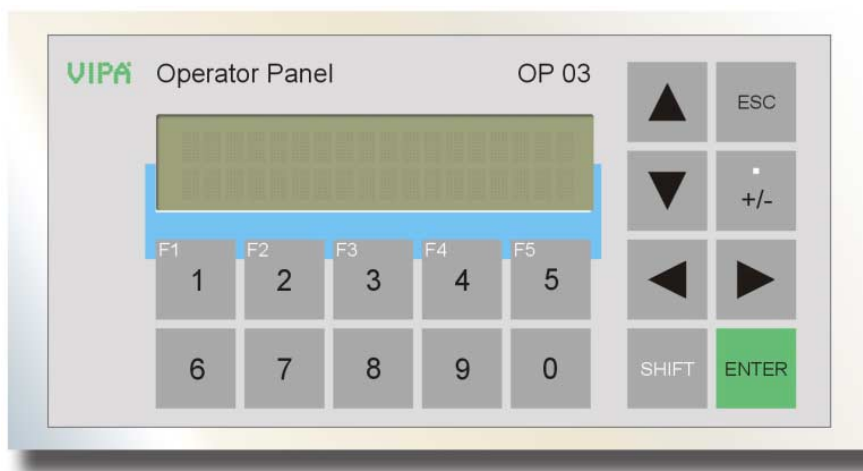 VIPA Operator Panel OP 03
▲ ESC
▼ +/-
F1 F2 F3 F4 F5
1 2 3 4 5 ◀ ▶
6 7 8 9 0 SHIFT ENTER